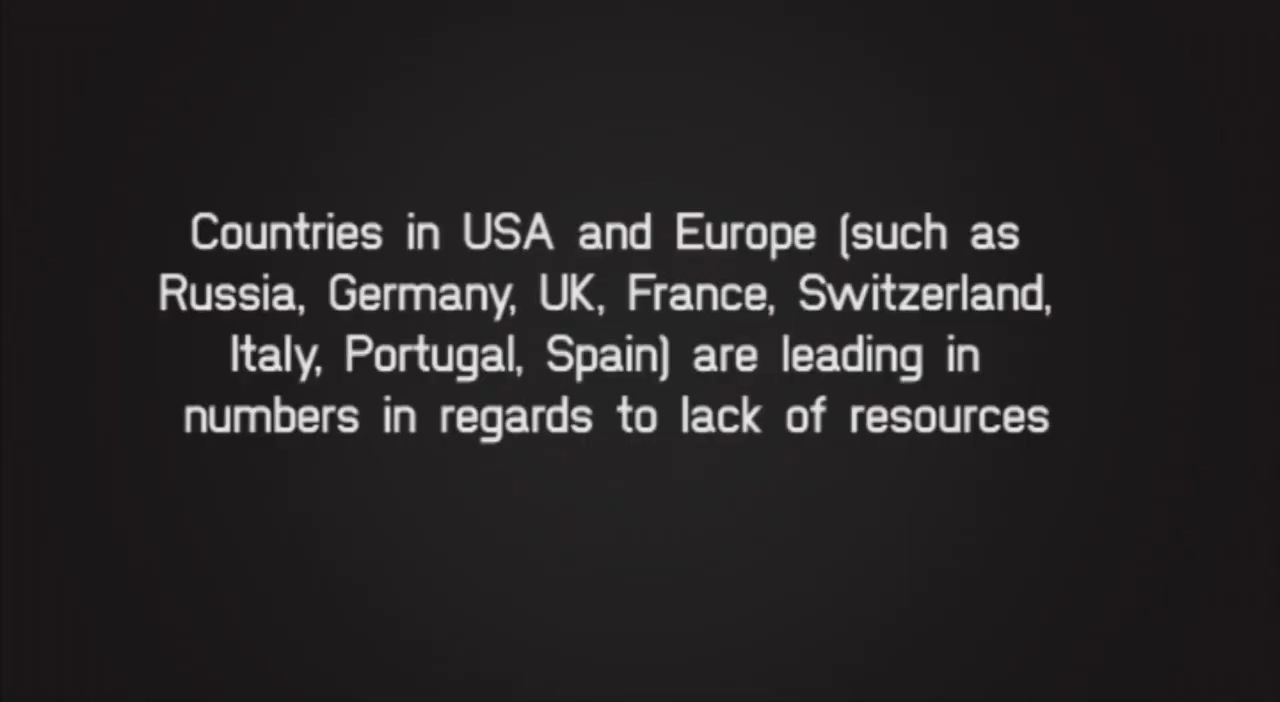 Countries in USA and Europe (such as
Russia, Germany, UK, France, Switzerland,
Italy, Portugal, Spain) are leading in
numbers in regards to lack of resources